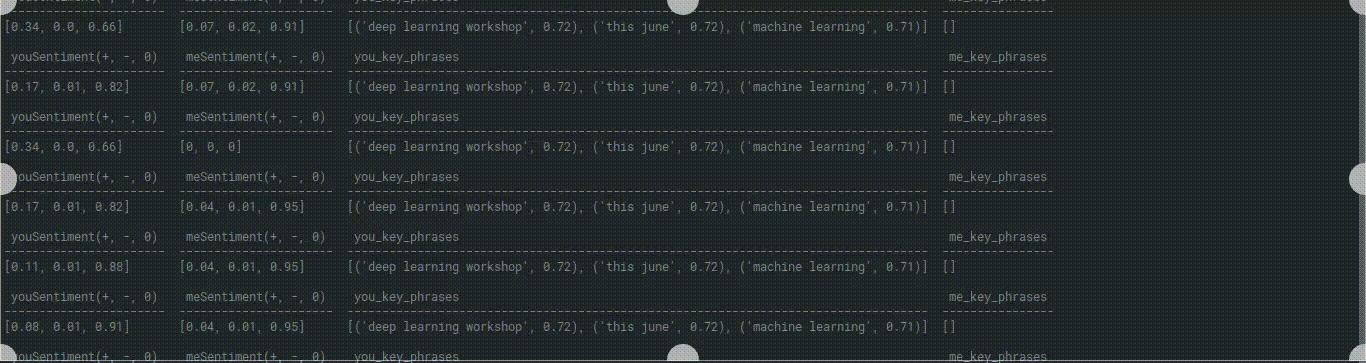 [0.34, 0.0, 0.66] [0.07, 0.02, 0.91] [('deep learning workshop', 0.72), ('this june', 0.72), ('machine learning', 0.71)] []
youSentiment(+, -, 0) meSentiment(+, -, 0) you_key_phrases me_key_phrases
[0.17, 0.01, 0.82] [0.07, 0.02, 0.91] [('deep learning workshop', 0.72), ('this june', 0.72), ('machine learning', 0.71)] []
youSentiment(+, -, 0) meSentiment(+, -, 0) you_key_phrases me_key_phrases
[0.34, 0.0, 0.66] [0, 0, 0] [('deep learning workshop', 0.72), ('this june', 0.72), ('machine learning', 0.71)] []
youSentiment(+, -, 0) meSentiment(+, -, 0) you_key_phrases me_key_phrases
[0.17, 0.01, 0.82] [0.04, 0.01, 0.95] [('deep learning workshop', 0.72), ('this june', 0.72), ('machine learning', 0.71)] []
youSentiment(+, -, 0) meSentiment(+, -, 0) you_key_phrases me_key_phrases
[0.11, 0.01, 0.88] [0.04, 0.01, 0.95] [('deep learning workshop', 0.72), ('this june', 0.72), ('machine learning', 0.71)] []
youSentiment(+, -, 0) meSentiment(+, -, 0) you_key_phrases me_key_phrases
[0.08, 0.01, 0.91] [0.04, 0.01, 0.95] [('deep learning workshop', 0.72), ('this june', 0.72), ('machine learning', 0.71)] []
youSentiment(+, -, 0) meSentiment(+, -, 0) you_key_phrases me_key_phrases